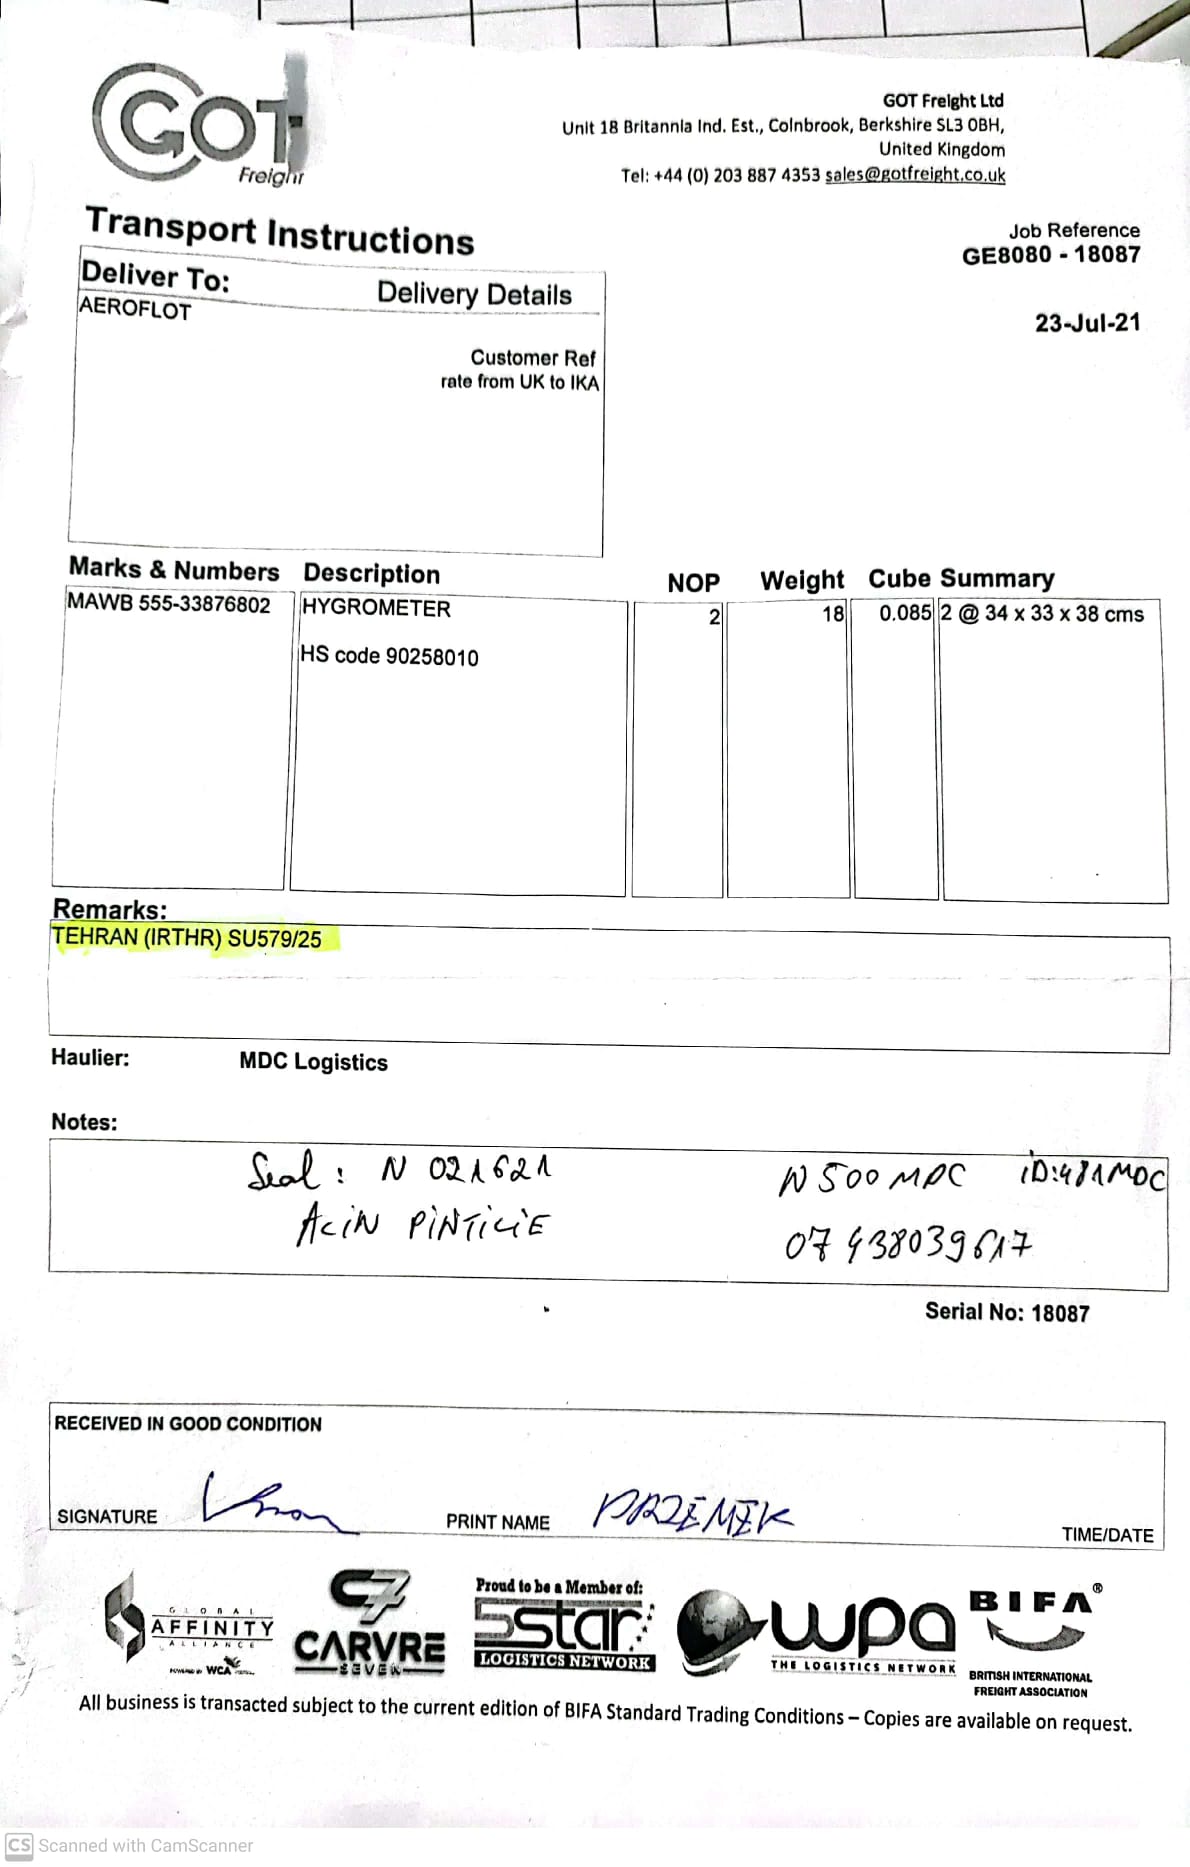 GOT
Freight
GOT Freight Ltd
Unit 18 Britannia Ind. Est., Colnbrook, Berkshire SL3 0BH,
United Kingdom
Tel: +44 (0) 203 887 4353 sales@gotfreight.co.uk
Transport Instructions
Job Reference
GE8080 - 18087
Deliver To: Delivery Details
AEROFLOT
23-Jul-21
Customer Ref
rate from UK to IKA
Marks & Numbers Description NOP Weight Cube Summary
MAWB 555-33876802 HYGROMETER 2 18 0.085 2 @ 34 x 33 x 38 cms
HS code 90258010
Remarks:
TEHRAN (IRTHR) SU579/25
Haulier: MDC Logistics
Notes:
Seal: N 021621 W500 MDC iD:481MDC
ACiN PiNTiLiE 07438039617
Serial No: 18087
RECEIVED IN GOOD CONDITION
SIGNATURE PRINT NAME PRZEMEK
TIME/DATE
GLOBAL
AFFINITY
ALLIANCE
POWERED BY WCA
C7
CARVRE
SEVEN
Proud to be a Member of:
5star
LOGISTICS NETWORK
wpa
THE LOGISTICS NETWORK
BIFA®
BRITISH INTERNATIONAL
FREIGHT ASSOCIATION
All business is transacted subject to the current edition of BIFA Standard Trading Conditions – Copies are available on request.
CS Scanned with CamScanner